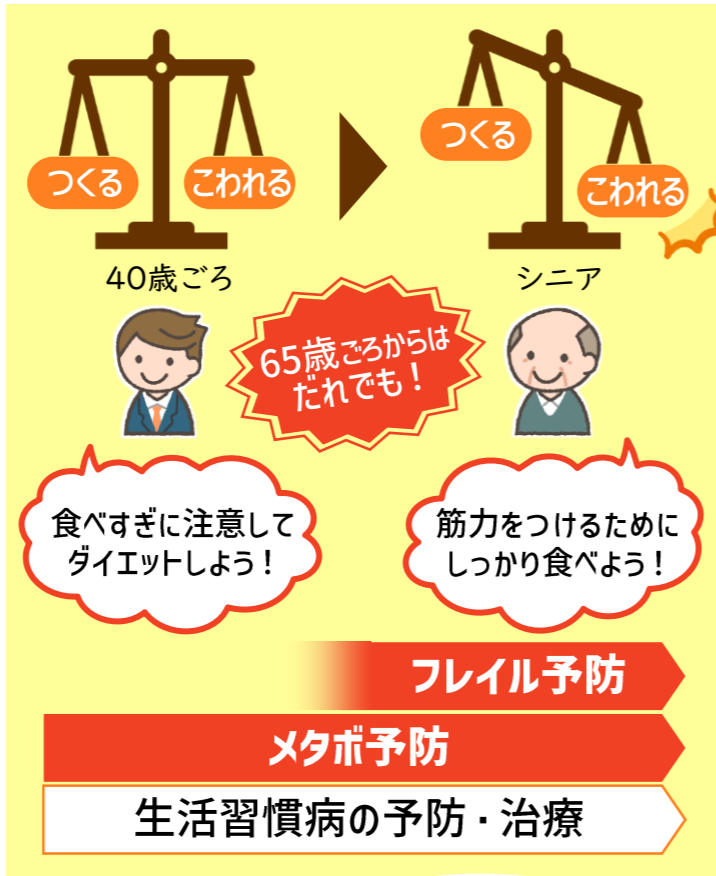 つくる
こわれる
つくる
こわれる
40歳ごろ
シニア
65歳ごろからは
だれでも！
食べすぎに注意して
ダイエットしよう！
筋力をつけるために
しっかり食べよう！
フレイル予防
メタボ予防
生活習慣病の予防・治療